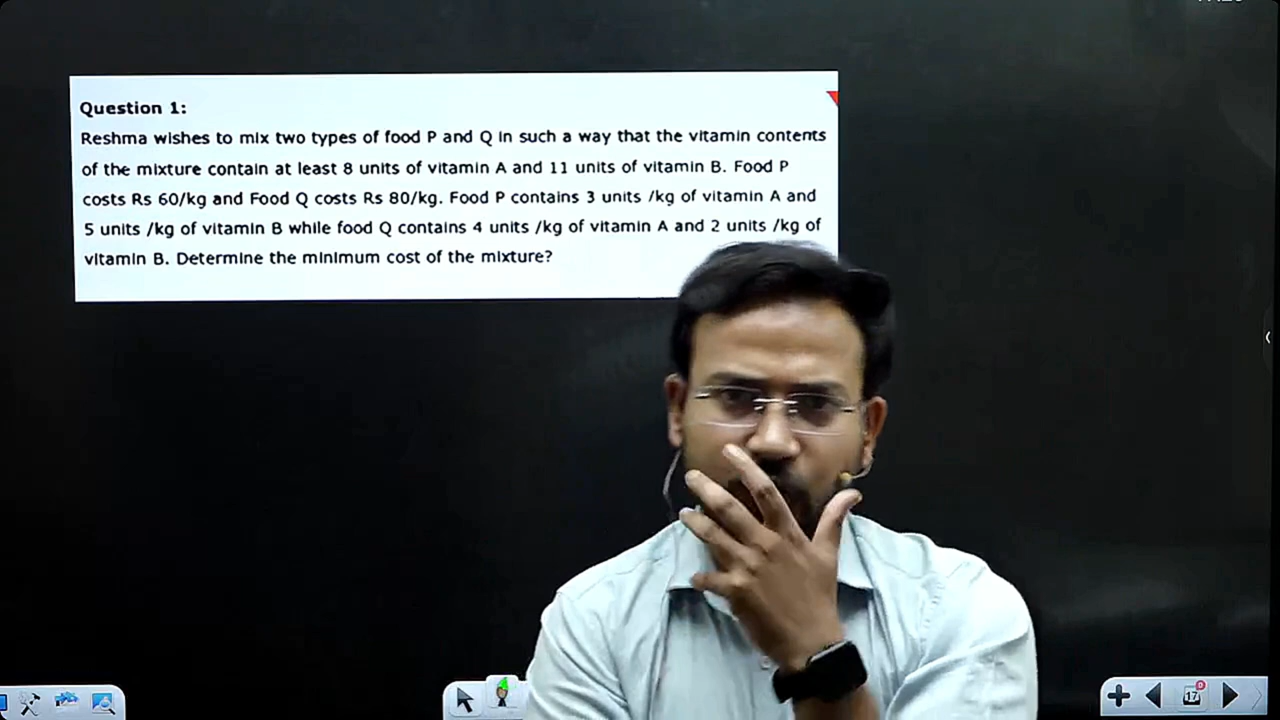 Question 1:
Reshma wishes to mix two types of food P and Q in such a way that the vitamin contents
of the mixture contain at least 8 units of vitamin A and 11 units of vitamin B. Food P
costs Rs 60/kg and Food Q costs Rs 80/kg. Food P contains 3 units /kg of vitamin A and
5 units /kg of vitamin B while food Q contains 4 units /kg of vitamin A and 2 units /kg of
vitamin B. Determine the minimum cost of the mixture?
17